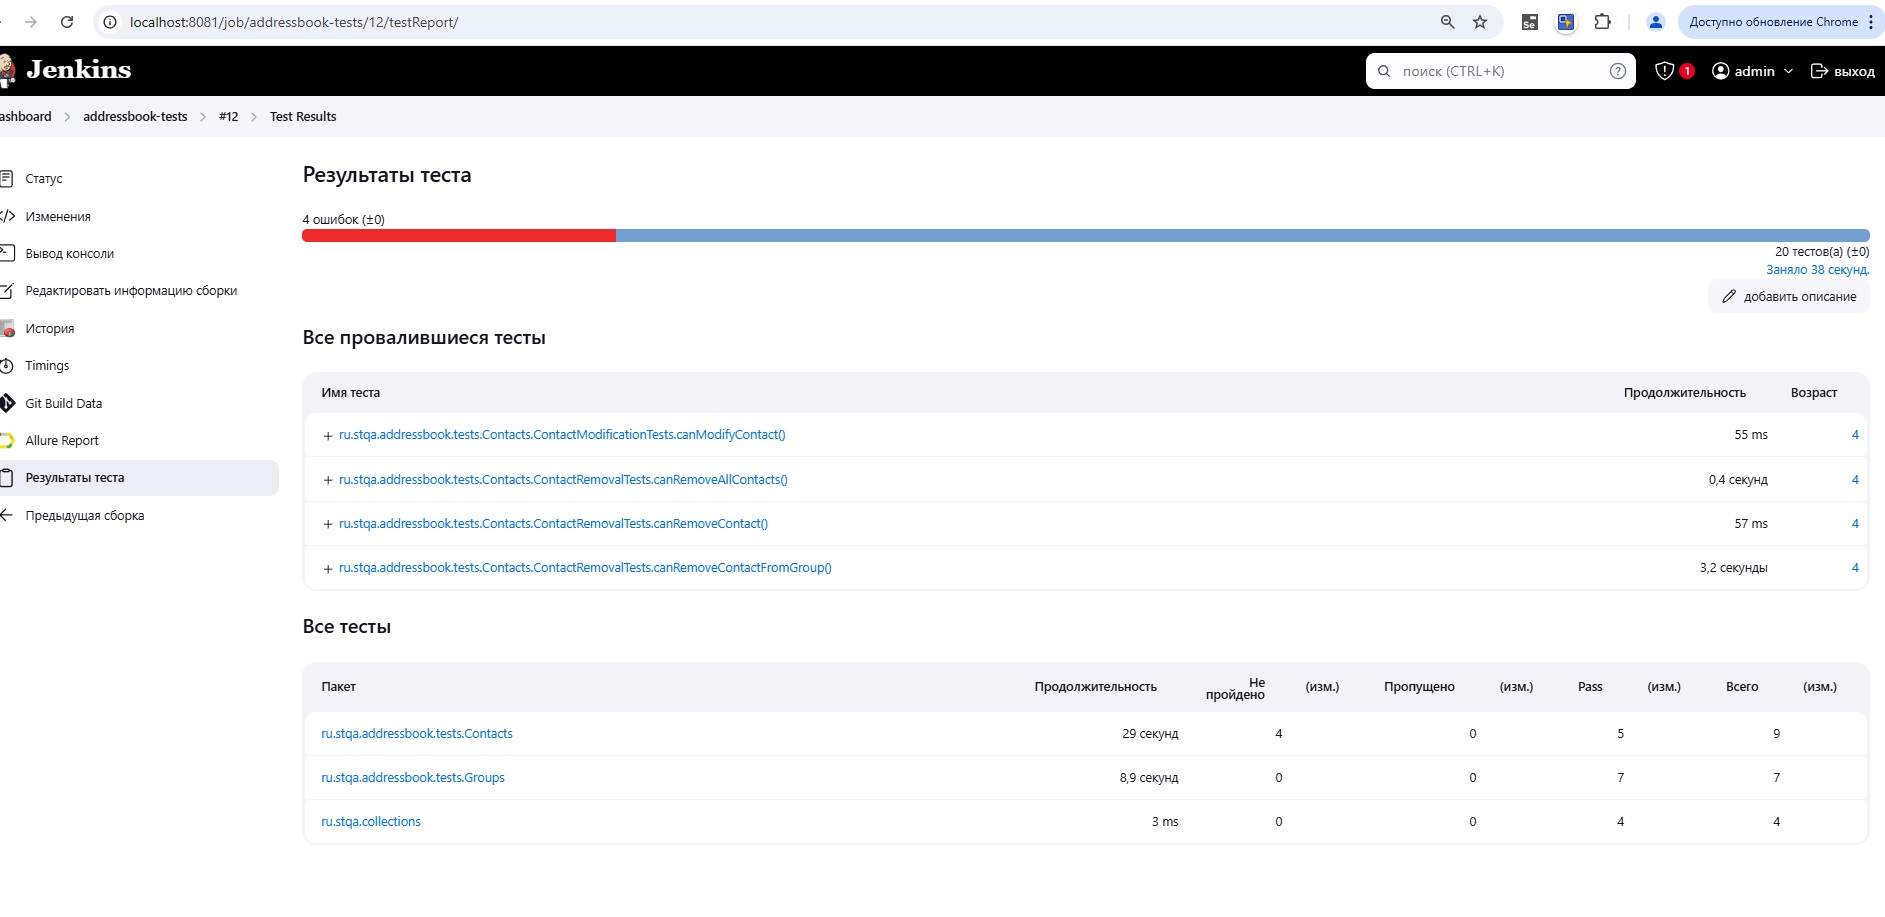 localhost:8081/job/addressbook-tests/12/testReport/
Доступно обновление Chrome
Jenkins
поиск (CTRL+K)
1
admin
выход
ashboard > addressbook-tests > #12 > Test Results
Статус
Изменения
Вывод консоли
Редактировать информацию сборки
История
Timings
Git Build Data
Allure Report
Результаты теста
Предыдущая сборка
Результаты теста
4 ошибок (±0)
20 тестов(а) (±0)
Заняло 38 секунд.
добавить описание
Все провалившиеся тесты
Имя теста Продолжительность Возраст
ru.stqa.addressbook.tests.Contacts.ContactModificationTests.canModifyContact() 55 ms 4
ru.stqa.addressbook.tests.Contacts.ContactRemovalTests.canRemoveAllContacts() 0,4 секунд 4
ru.stqa.addressbook.tests.Contacts.ContactRemovalTests.canRemoveContact() 57 ms 4
ru.stqa.addressbook.tests.Contacts.ContactRemovalTests.canRemoveContactFromGroup() 3,2 секунды 4
Все тесты
Пакет Продолжительность Не пройдено (изм.) Пропущено (изм.) Pass (изм.) Всего (изм.)
ru.stqa.addressbook.tests.Contacts 29 секунд 4 0 5 9
ru.stqa.addressbook.tests.Groups 8,9 секунд 0 0 7 7
ru.stqa.collections 3 ms 0 0 4 4